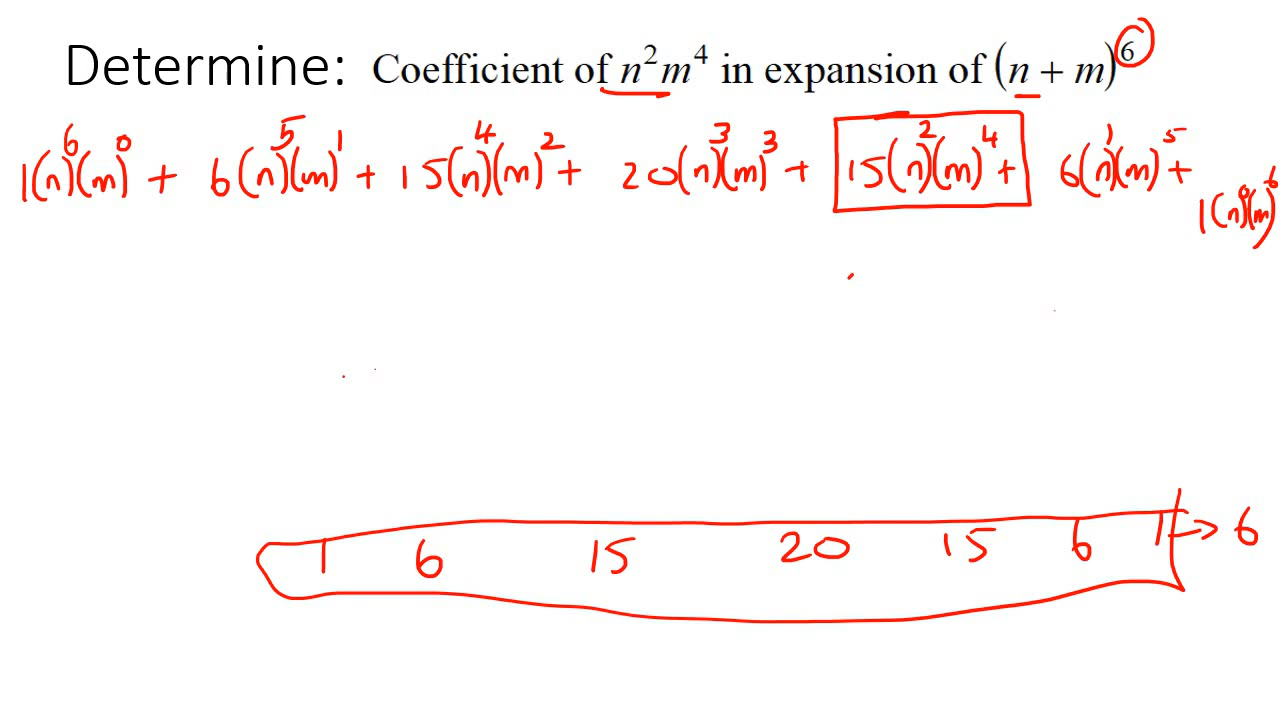 Determine: Coefficient of n²m⁴ in expansion of (n + m)⁶
1(n)⁶(m)⁰ + 6(n)⁵(m)¹ + 15(n)⁴(m)² + 20(n)³(m)³ + 15(n)²(m)⁴ + 6(n)¹(m)⁵ +
1(n)⁰(m)⁶
1 6 15 20 15 6 1 → 6